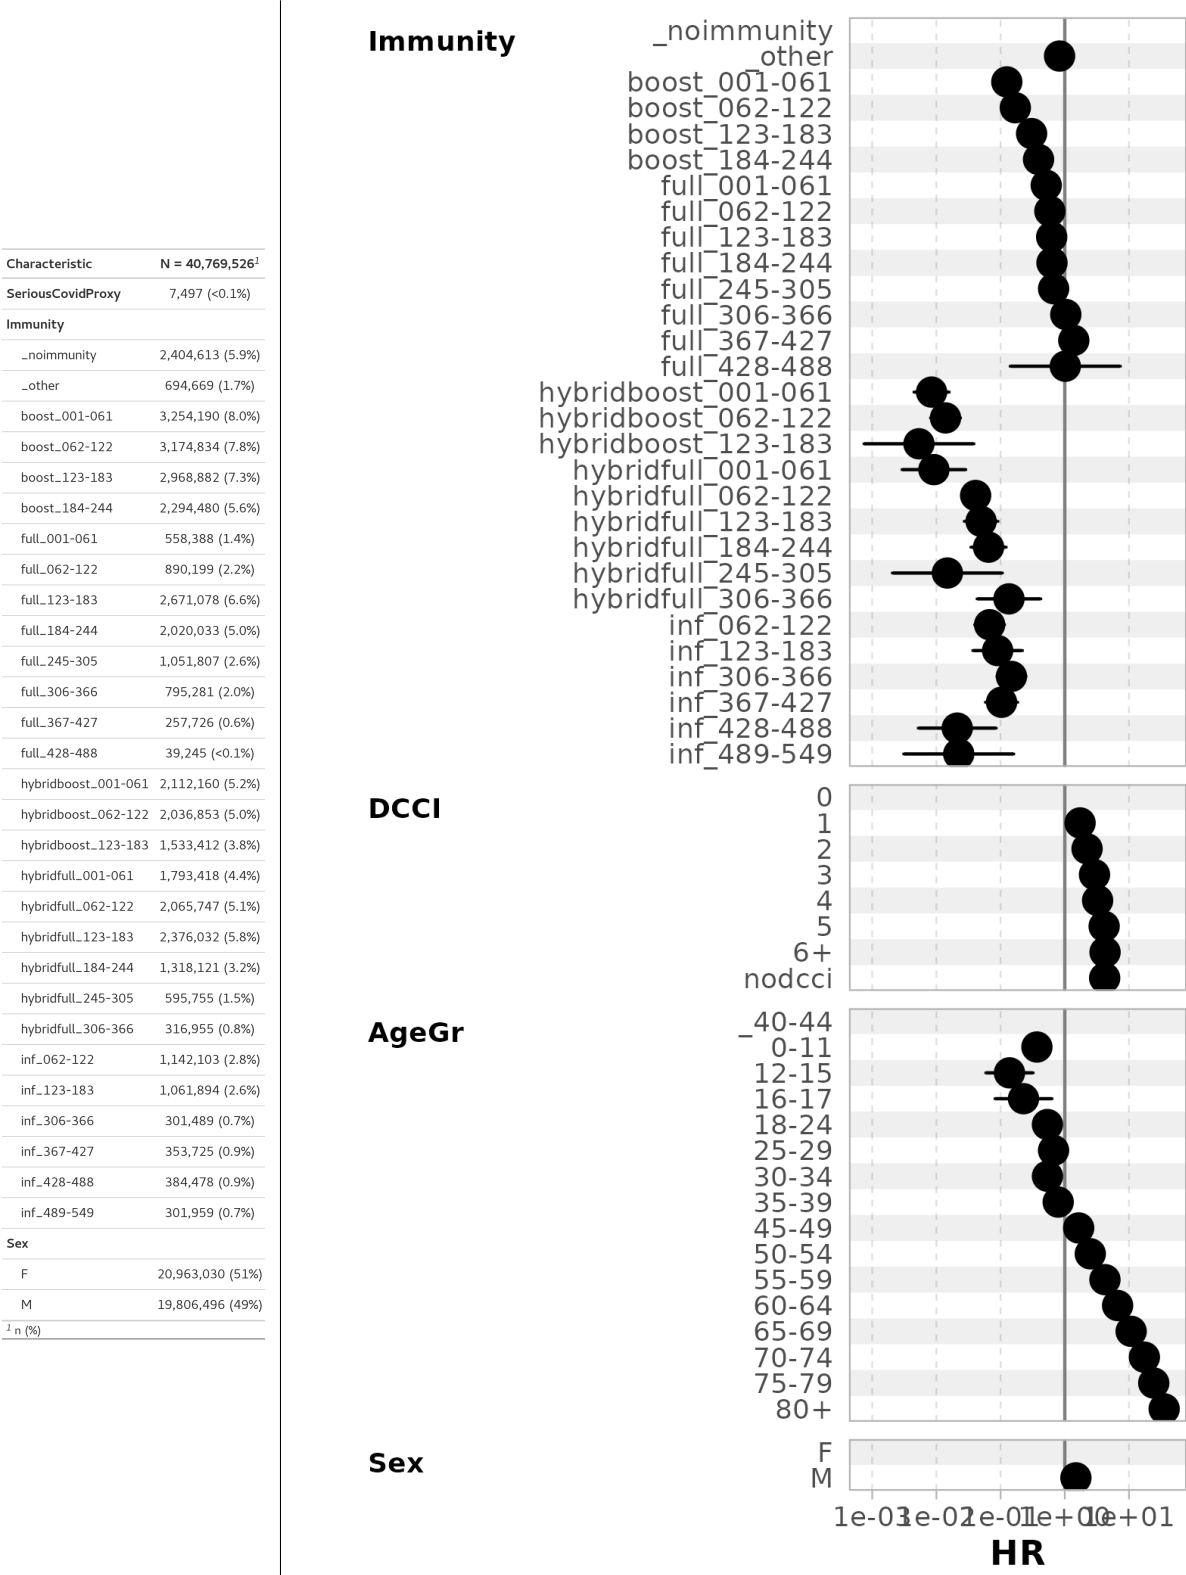 Characteristic N = 40,769,526¹
SeriousCovidProxy 7,497 (<0.1%)
Immunity
_noimmunity 2,404,613 (5.9%)
_other 694,669 (1.7%)
boost_001-061 3,254,190 (8.0%)
boost_062-122 3,174,834 (7.8%)
boost_123-183 2,968,882 (7.3%)
boost_184-244 2,294,480 (5.6%)
full_001-061 558,388 (1.4%)
full_062-122 890,199 (2.2%)
full_123-183 2,671,078 (6.6%)
full_184-244 2,020,033 (5.0%)
full_245-305 1,051,807 (2.6%)
full_306-366 795,281 (2.0%)
full_367-427 257,726 (0.6%)
full_428-488 39,245 (<0.1%)
hybridboost_001-061 2,112,160 (5.2%)
hybridboost_062-122 2,036,853 (5.0%)
hybridboost_123-183 1,533,412 (3.8%)
hybridfull_001-061 1,793,418 (4.4%)
hybridfull_062-122 2,065,747 (5.1%)
hybridfull_123-183 2,376,032 (5.8%)
hybridfull_184-244 1,318,121 (3.2%)
hybridfull_245-305 595,755 (1.5%)
hybridfull_306-366 316,955 (0.8%)
inf_062-122 1,142,103 (2.8%)
inf_123-183 1,061,894 (2.6%)
inf_306-366 301,489 (0.7%)
inf_367-427 353,725 (0.9%)
inf_428-488 384,478 (0.9%)
inf_489-549 301,959 (0.7%)
Sex
F 20,963,030 (51%)
M 19,806,496 (49%)
¹ n (%)
Immunity
_noimmunity
_other
boost_001-061
boost_062-122
boost_123-183
boost_184-244
full_001-061
full_062-122
full_123-183
full_184-244
full_245-305
full_306-366
full_367-427
full_428-488
hybridboost_001-061
hybridboost_062-122
hybridboost_123-183
hybridfull_001-061
hybridfull_062-122
hybridfull_123-183
hybridfull_184-244
hybridfull_245-305
hybridfull_306-366
inf_062-122
inf_123-183
inf_306-366
inf_367-427
inf_428-488
inf_489-549
DCCI
0
1
2
3
4
5
6+
nodcci
AgeGr
_40-44
0-11
12-15
16-17
18-24
25-29
30-34
35-39
45-49
50-54
55-59
60-64
65-69
70-74
75-79
80+
Sex
F
M
1e-03 1e-02 1e-01 1e+00 1e+01
HR